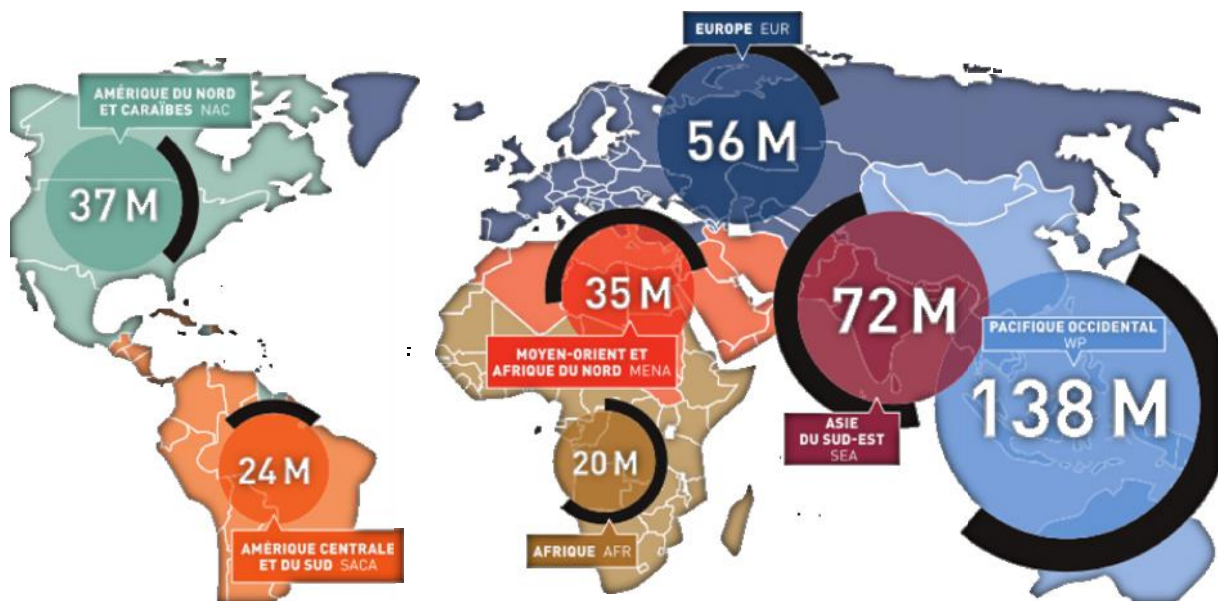 EUROPE EUR
56 M
AMÉRIQUE DU NORD
ET CARAÏBES NAC
37 M
35 M
MOYEN-ORIENT ET
AFRIQUE DU NORD MENA
72 M
ASIE
DU SUD-EST
SEA
PACIFIQUE OCCIDENTAL
WP
138 M
24 M
AMÉRIQUE CENTRALE
ET DU SUD SACA
20 M
AFRIQUE AFR